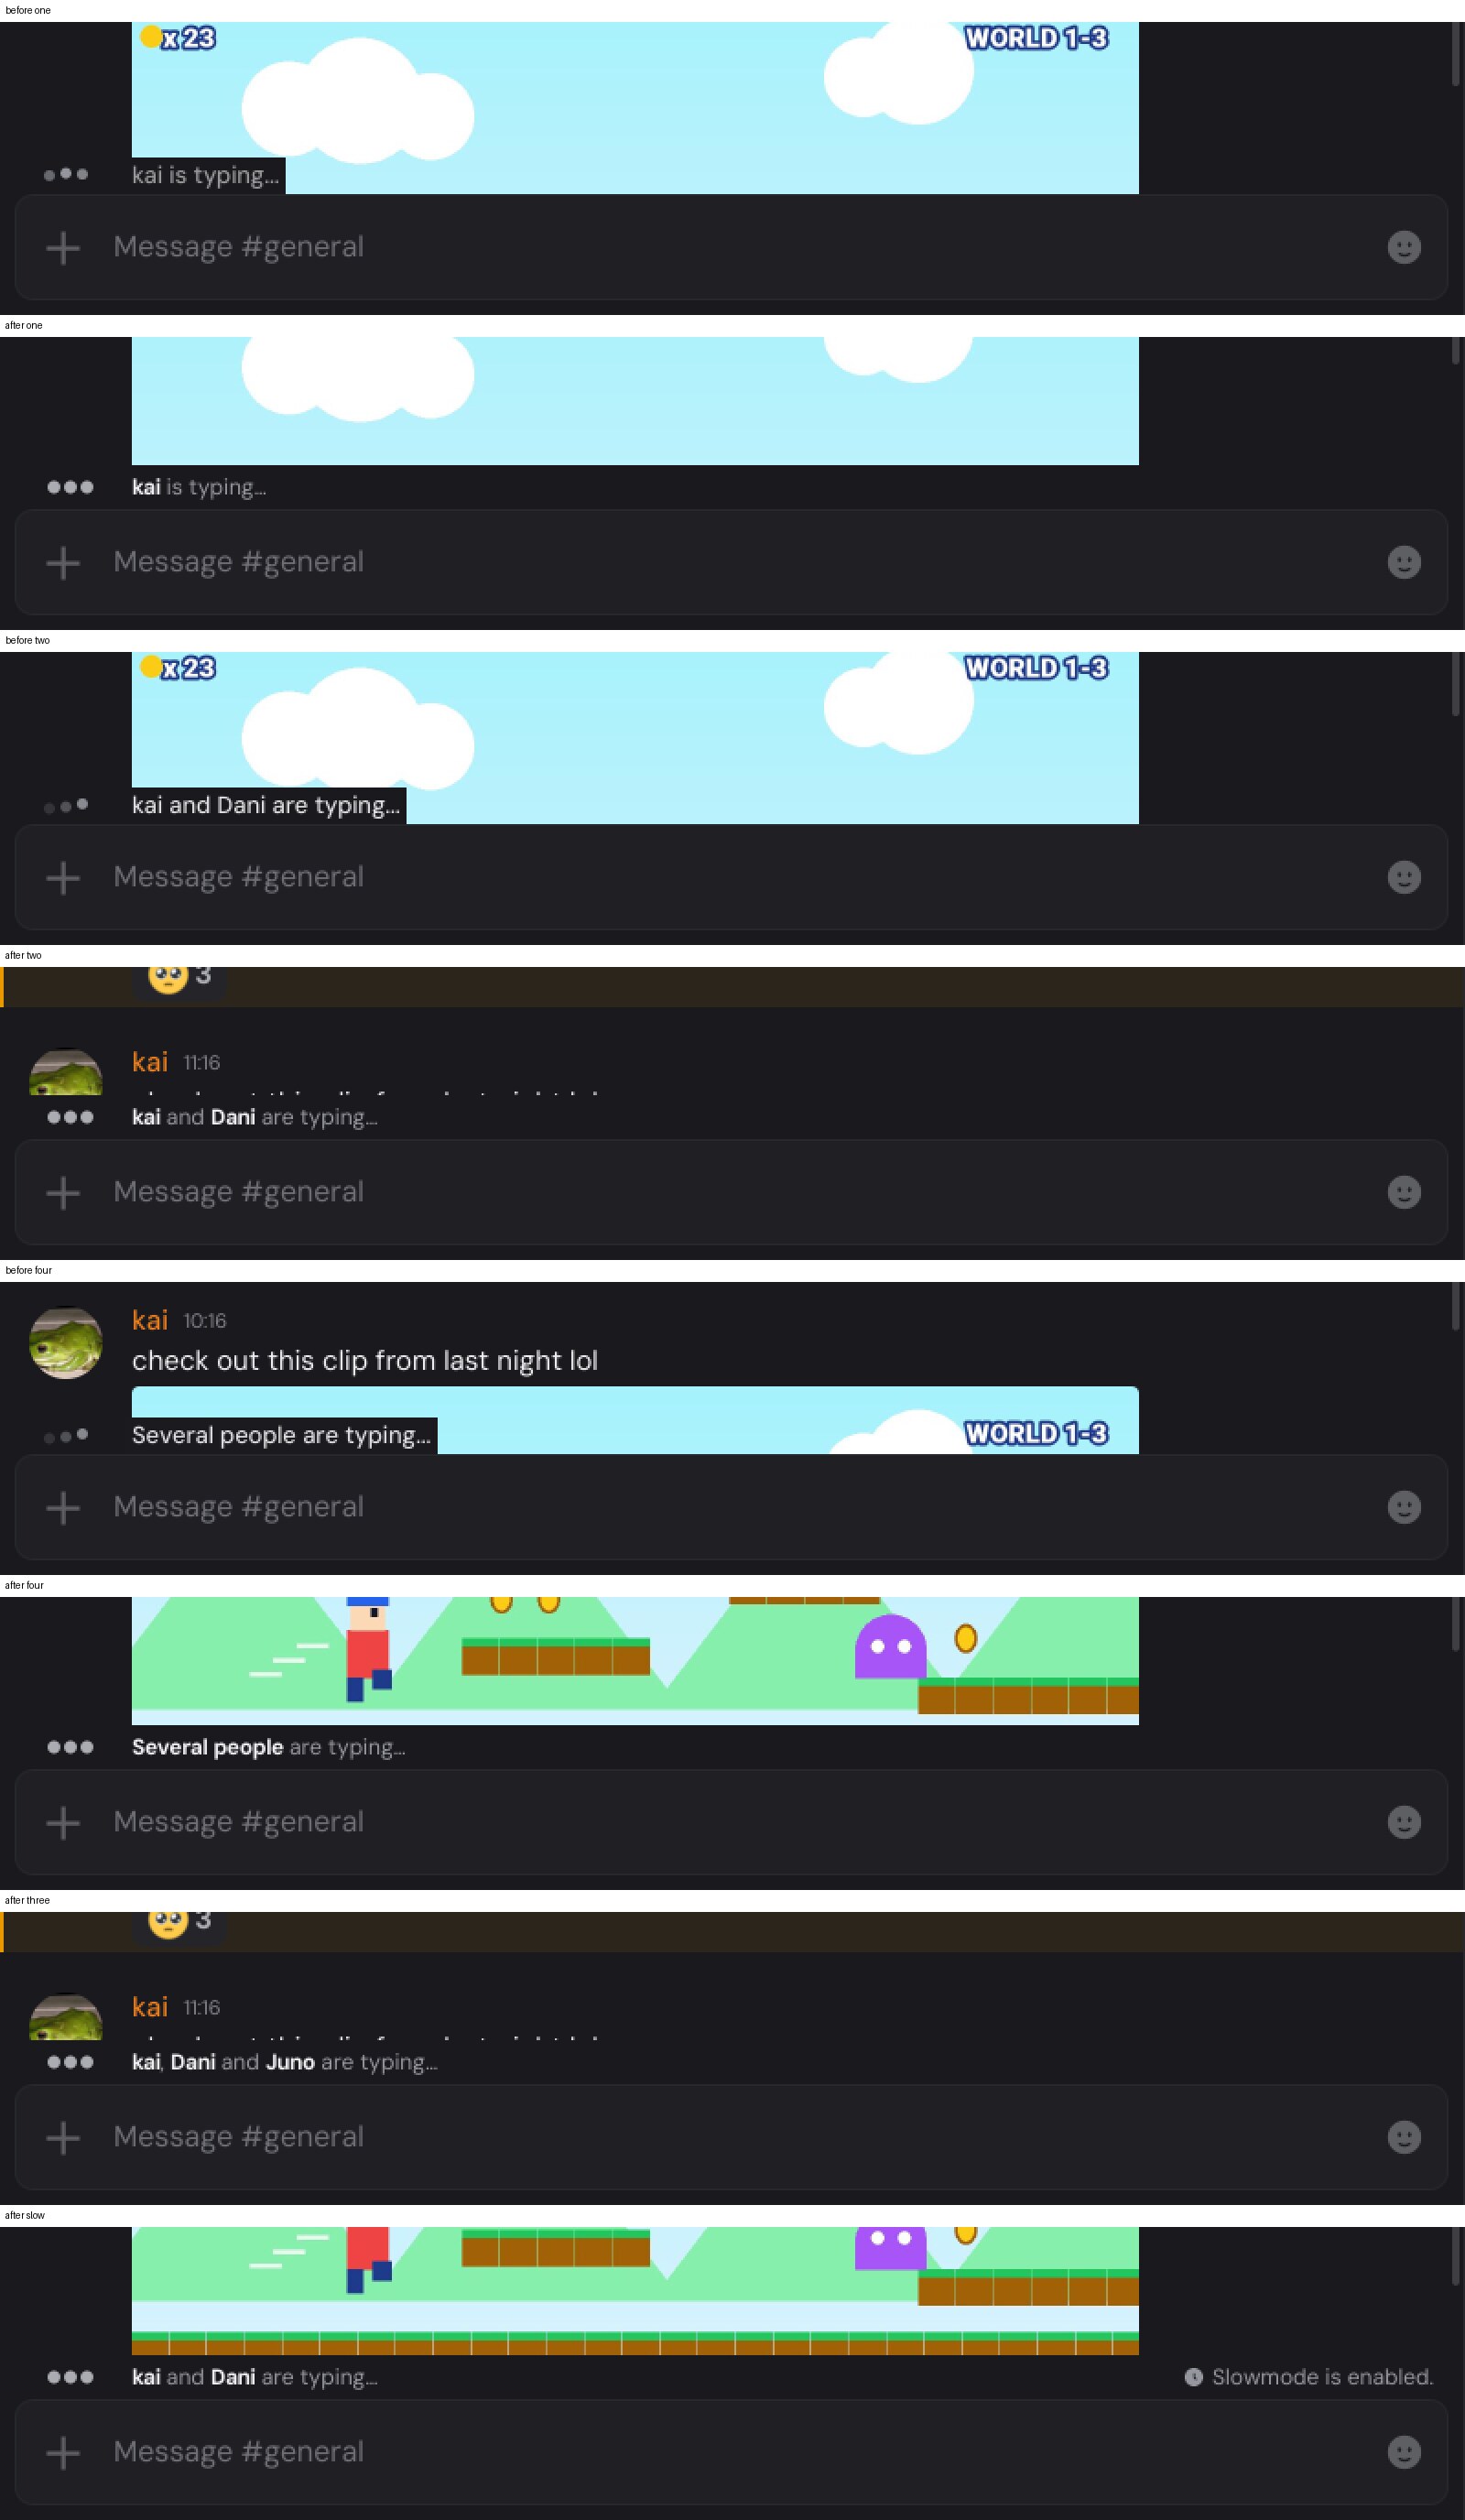 before one
x 23
WORLD 1-3
kai is typing...
Message #general
after one
kai is typing...
Message #general
before two
x 23
WORLD 1-3
kai and Dani are typing...
Message #general
after two
3
kai 11:16
kai and Dani are typing...
Message #general
before four
kai 10:16
check out this clip from last night lol
WORLD 1-3
Several people are typing...
Message #general
after four
Several people are typing...
Message #general
after three
3
kai 11:16
kai, Dani and Juno are typing...
Message #general
after slow
kai and Dani are typing...
Slowmode is enabled.
Message #general